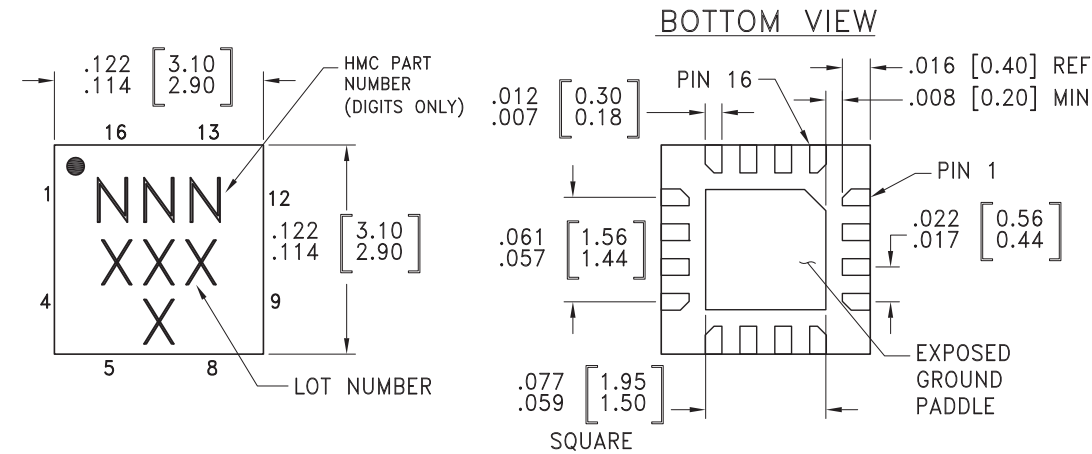 BOTTOM VIEW
.122 [3.10]
.114 [2.90]
HMC PART
NUMBER
(DIGITS ONLY)
16 13
1
12
4
9
5 8
NNN
XXX
X
.122 [3.10]
.114 [2.90]
LOT NUMBER
.012 [0.30]
.007 [0.18]
PIN 16
.016 [0.40] REF
.008 [0.20] MIN
PIN 1
.061 [1.56]
.057 [1.44]
.022 [0.56]
.017 [0.44]
.077 [1.95]
.059 [1.50]
SQUARE
EXPOSED
GROUND
PADDLE